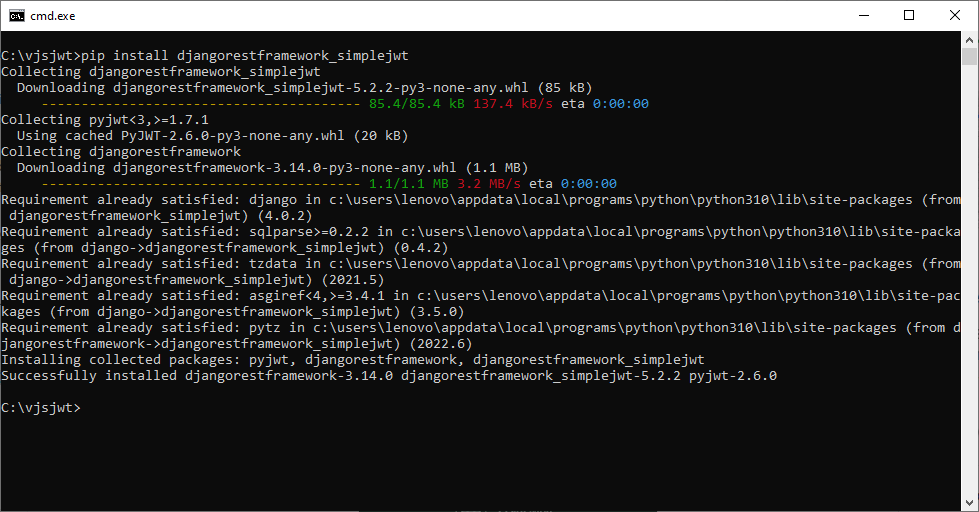 cmd.exe
C:\vjsjwt>pip install djangorestframework_simplejwt
Collecting djangorestframework_simplejwt
  Downloading djangorestframework_simplejwt-5.2.2-py3-none-any.whl (85 kB)
     ---------------------------------------- 85.4/85.4 kB 137.4 kB/s eta 0:00:00
Collecting pyjwt<3,>=1.7.1
  Using cached PyJWT-2.6.0-py3-none-any.whl (20 kB)
Collecting djangorestframework
  Downloading djangorestframework-3.14.0-py3-none-any.whl (1.1 MB)
     ---------------------------------------- 1.1/1.1 MB 3.2 MB/s eta 0:00:00
Requirement already satisfied: django in c:\users\lenovo\appdata\local\programs\python\python310\lib\site-packages (from
 djangorestframework_simplejwt) (4.0.2)
Requirement already satisfied: sqlparse>=0.2.2 in c:\users\lenovo\appdata\local\programs\python\python310\lib\site-packa
ges (from django->djangorestframework_simplejwt) (0.4.2)
Requirement already satisfied: tzdata in c:\users\lenovo\appdata\local\programs\python\python310\lib\site-packages (from
 django->djangorestframework_simplejwt) (2021.5)
Requirement already satisfied: asgiref<4,>=3.4.1 in c:\users\lenovo\appdata\local\programs\python\python310\lib\site-pac
kages (from django->djangorestframework_simplejwt) (3.5.0)
Requirement already satisfied: pytz in c:\users\lenovo\appdata\local\programs\python\python310\lib\site-packages (from d
jangorestframework->djangorestframework_simplejwt) (2022.6)
Installing collected packages: pyjwt, djangorestframework, djangorestframework_simplejwt
Successfully installed djangorestframework-3.14.0 djangorestframework_simplejwt-5.2.2 pyjwt-2.6.0
C:\vjsjwt>